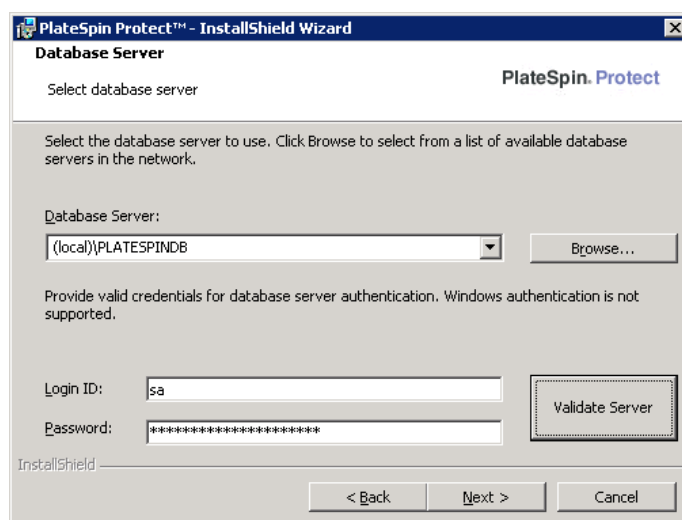 PlateSpin Protect™ - InstallShield Wizard
Database Server
Select database server
PlateSpin. Protect
Select the database server to use. Click Browse to select from a list of available database
servers in the network.
Database Server:
(local)\PLATESPINDB
Browse...
Provide valid credentials for database server authentication. Windows authentication is not
supported.
Login ID:
sa
Validate Server
Password:
*********************
InstallShield
< Back
Next >
Cancel